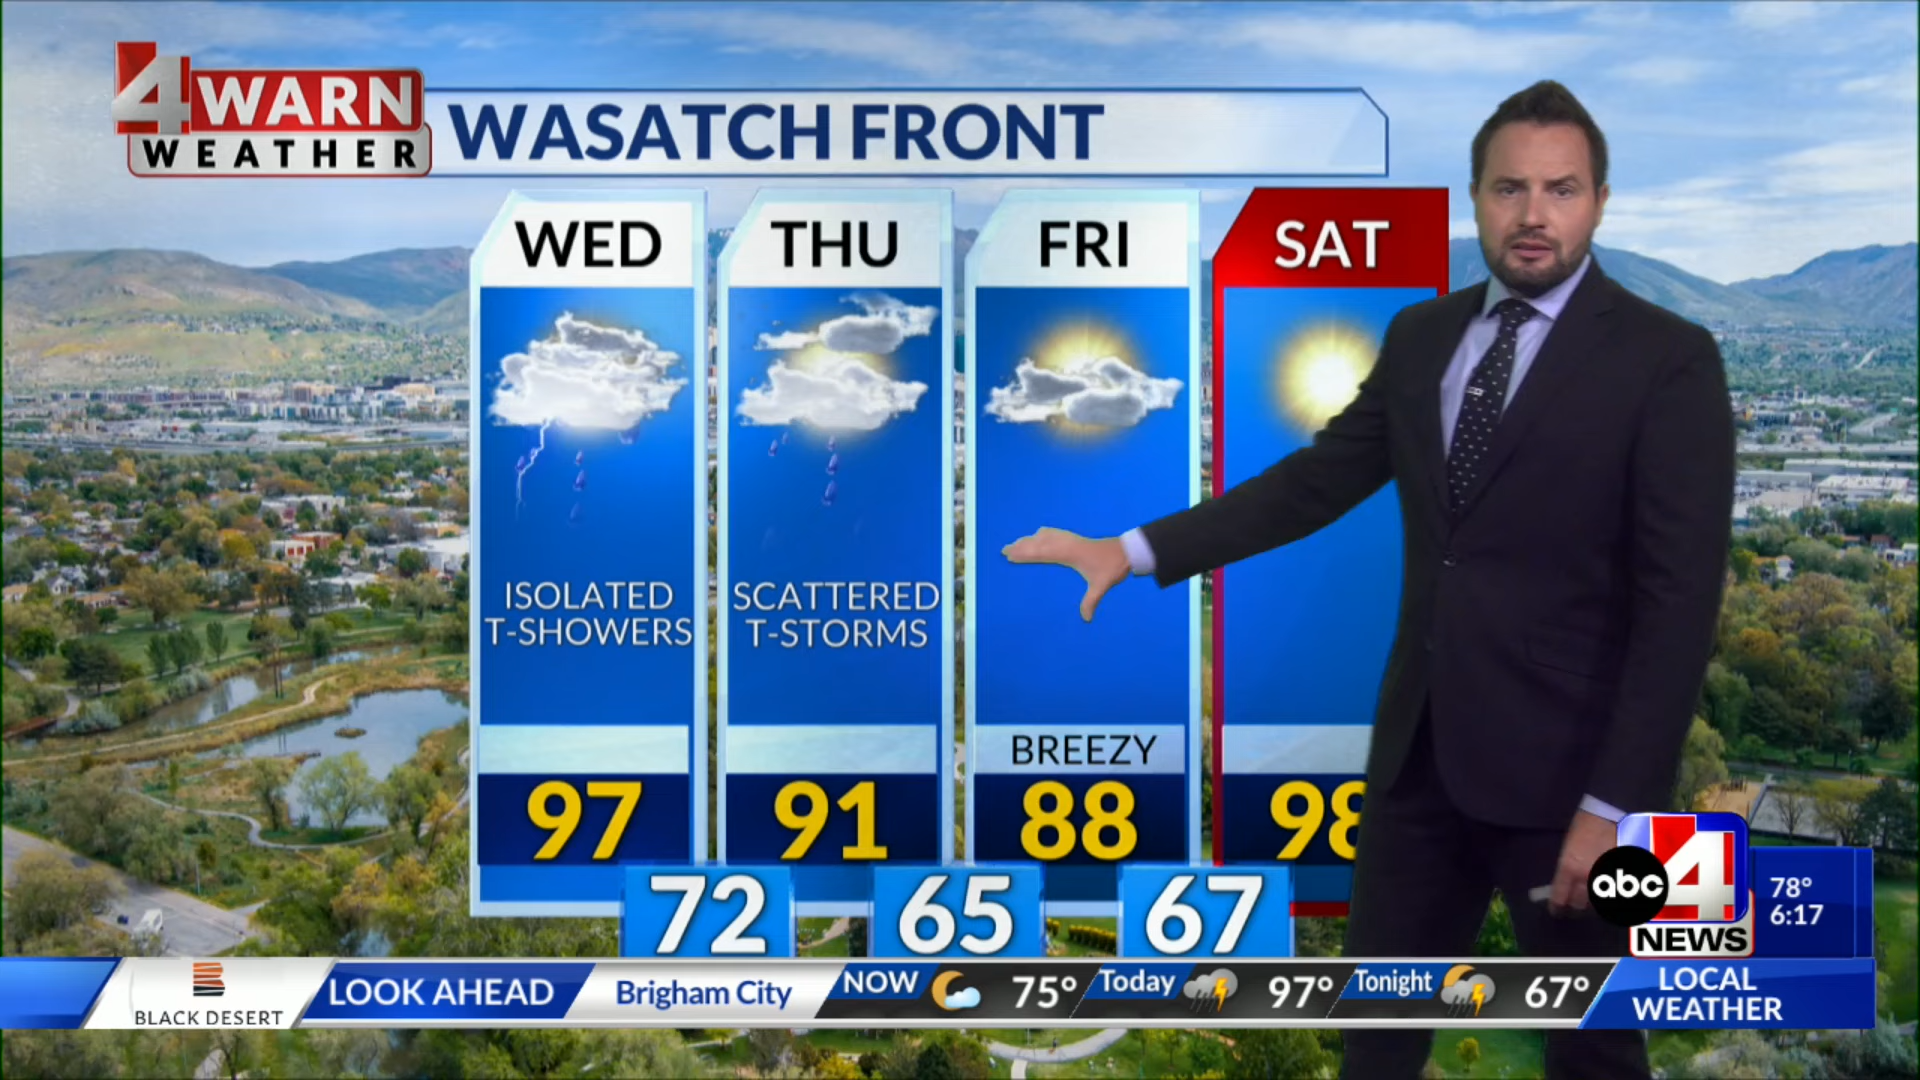 4WARN
WEATHER
WASATCH FRONT
WED
THU
FRI
SAT
ISOLATED
T-SHOWERS
SCATTERED
T-STORMS
BREEZY
97
91
88
98
72
65
67
abc 4
NEWS
78°
6:17
BLACK DESERT
LOOK AHEAD
Brigham City
NOW
75°
Today
97°
Tonight
67°
LOCAL
WEATHER